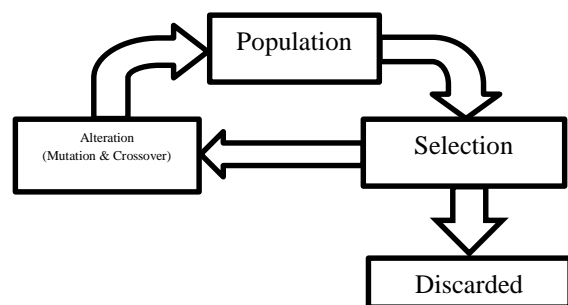 Population
Alteration
(Mutation & Crossover)
Selection
Discarded